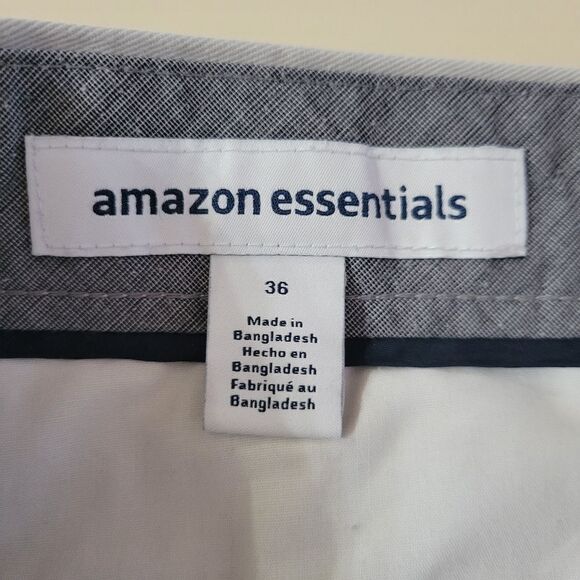 amazon essentials
36
Made in
Bangladesh
Hecho en
Bangladesh
Fabriqué au
Bangladesh